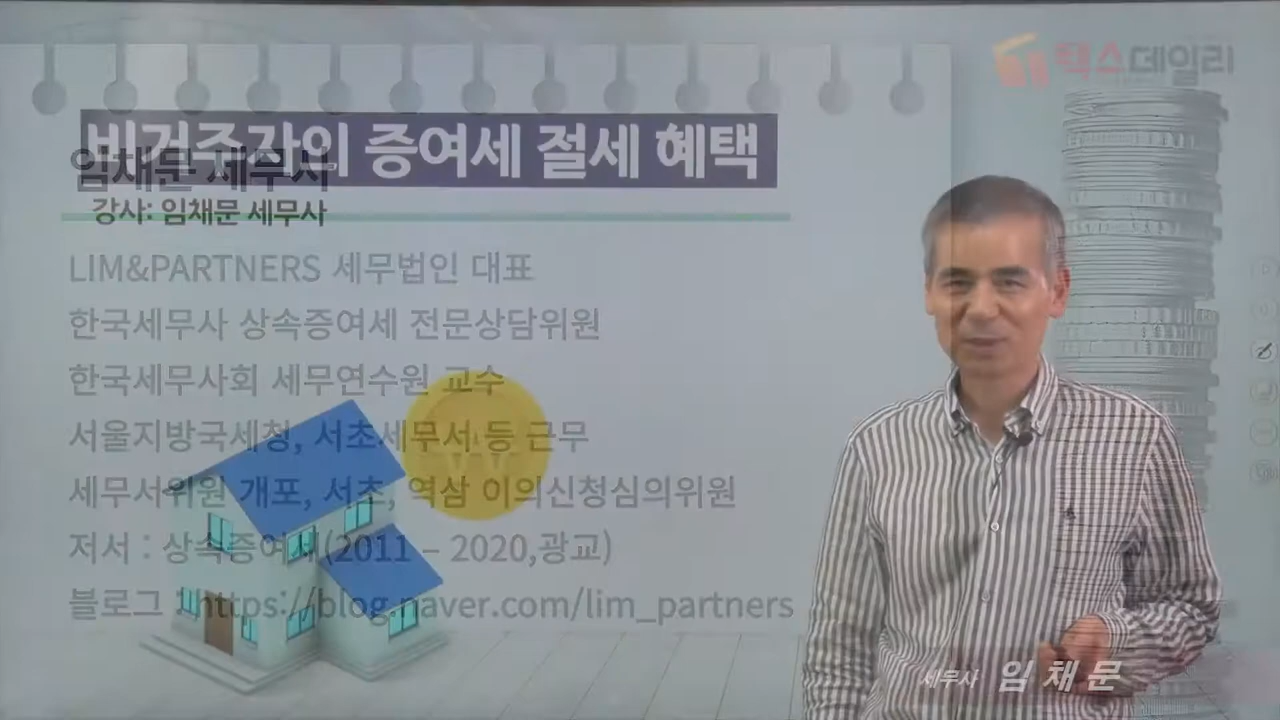 택스데일리
비거주자의 증여세 절세 혜택
임채문 세무사
강사: 임채문 세무사
LIM&PARTNERS 세무법인 대표
한국세무사 상속증여세 전문상담위원
한국세무사회 세무연수원 교수
서울지방국세청, 서초세무서 등 근무
세무서위원 개포, 서초, 역삼 이의신청심의위원
저서 : 상속증여세(2011 – 2020,광교)
블로그 : https://blog.naver.com/lim_partners
세무사 임채문